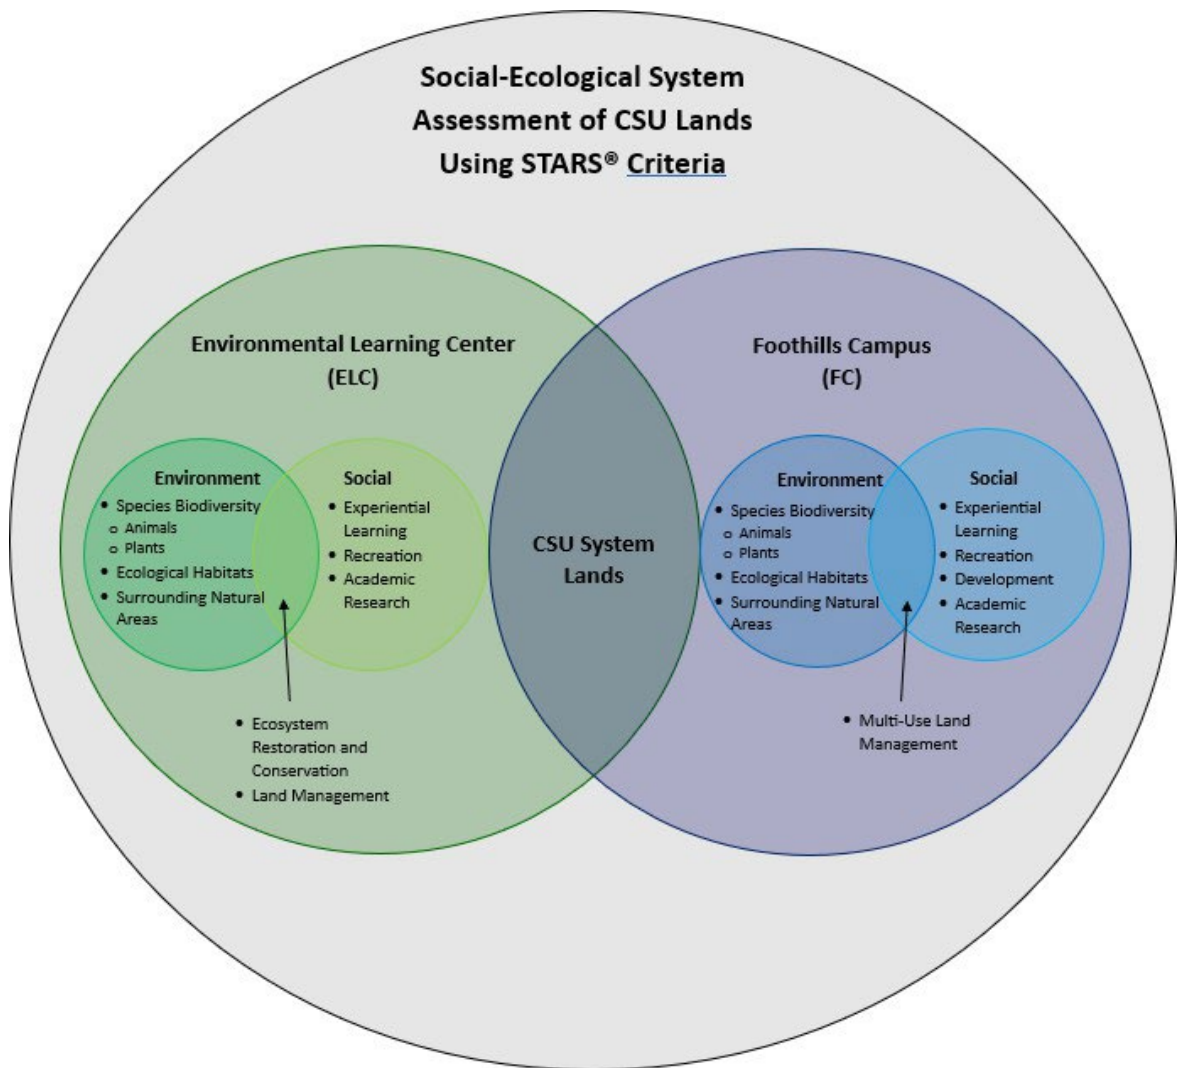 Social-Ecological System
Assessment of CSU Lands
Using STARS® Criteria
Environmental Learning Center
(ELC)
Environment
• Species Biodiversity
o Animals
o Plants
• Ecological Habitats
• Surrounding Natural
Areas
Social
• Experiential
Learning
• Recreation
• Academic
Research
• Ecosystem
Restoration and
Conservation
• Land Management
CSU System
Lands
Foothills Campus
(FC)
Environment
• Species Biodiversity
o Animals
o Plants
• Ecological Habitats
• Surrounding Natural
Areas
Social
• Experiential
Learning
• Recreation
• Development
• Academic
Research
• Multi-Use Land
Management